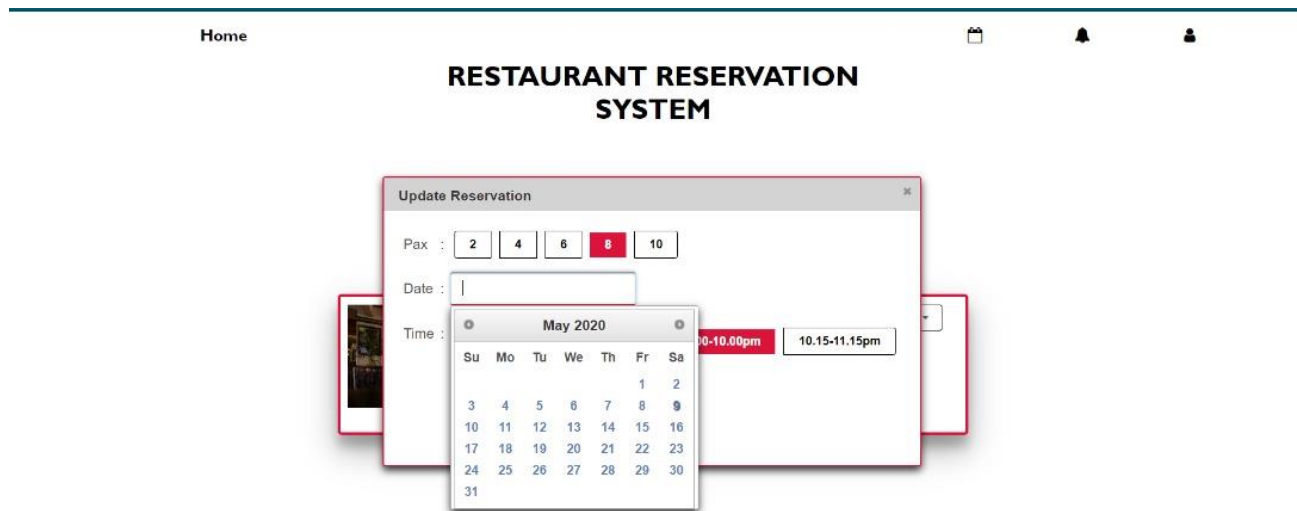 Home
RESTAURANT RESERVATION
SYSTEM
Update Reservation ×
Pax : 2 4 6 8 10
Date :
Time : 10.15-11.15pm
May 2020
Su Mo Tu We Th Fr Sa
1 2
3 4 5 6 7 8 9
10 11 12 13 14 15 16
17 18 19 20 21 22 23
24 25 26 27 28 29 30
31